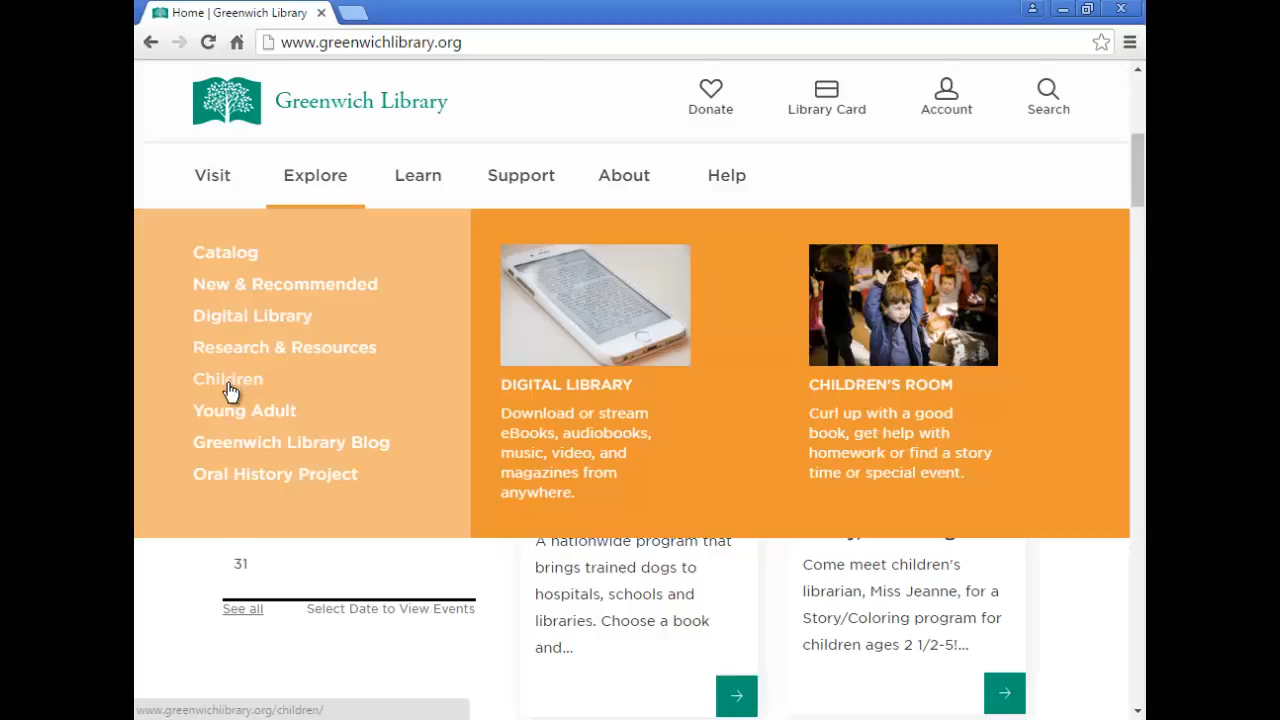 Home | Greenwich Library
www.greenwichlibrary.org
Greenwich Library
Donate
Library Card
Account
Search
Visit
Explore
Learn
Support
About
Help
Catalog
New & Recommended
Digital Library
Research & Resources
Children
Young Adult
Greenwich Library Blog
Oral History Project
DIGITAL LIBRARY
Download or stream
eBooks, audiobooks,
music, video, and
magazines from
anywhere.
CHILDREN'S ROOM
Curl up with a good
book, get help with
homework or find a story
time or special event.
31
See all
Select Date to View Events
A nationwide program that
brings trained dogs to
hospitals, schools and
libraries. Choose a book
and...
Come meet children's
librarian, Miss Jeanne, for a
Story/Coloring program for
children ages 2 1/2-5!...
www.greenwichlibrary.org/children/